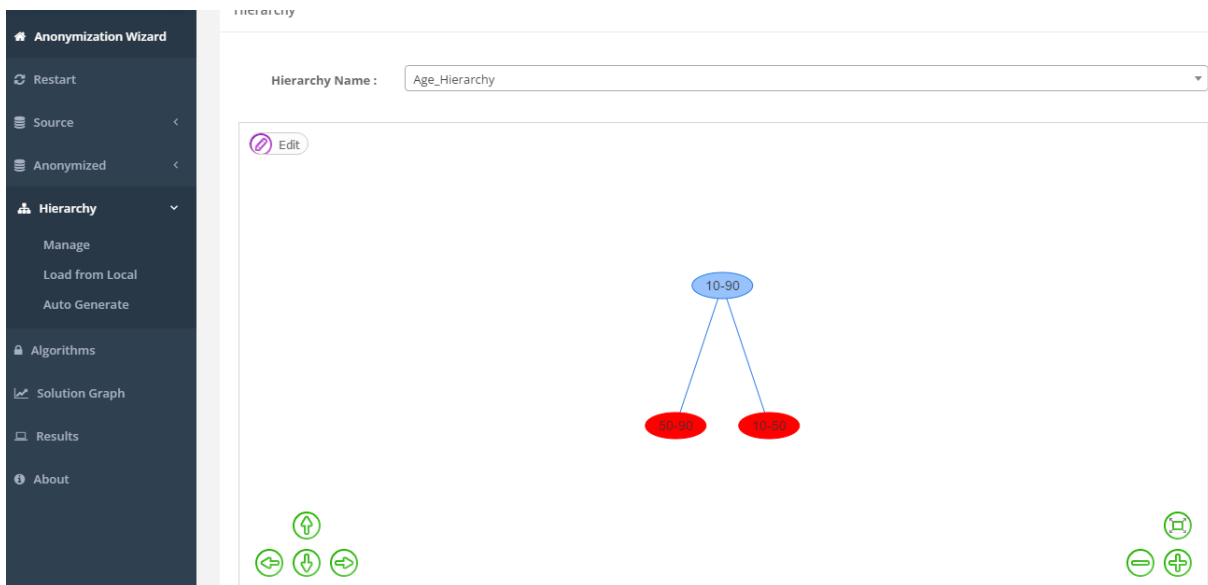 Hierarchy
Anonymization Wizard
Restart
Source
Anonymized
Hierarchy
Manage
Load from Local
Auto Generate
Algorithms
Solution Graph
Results
About
Hierarchy Name :
Age_Hierarchy
Edit
10-90
50-90
10-50